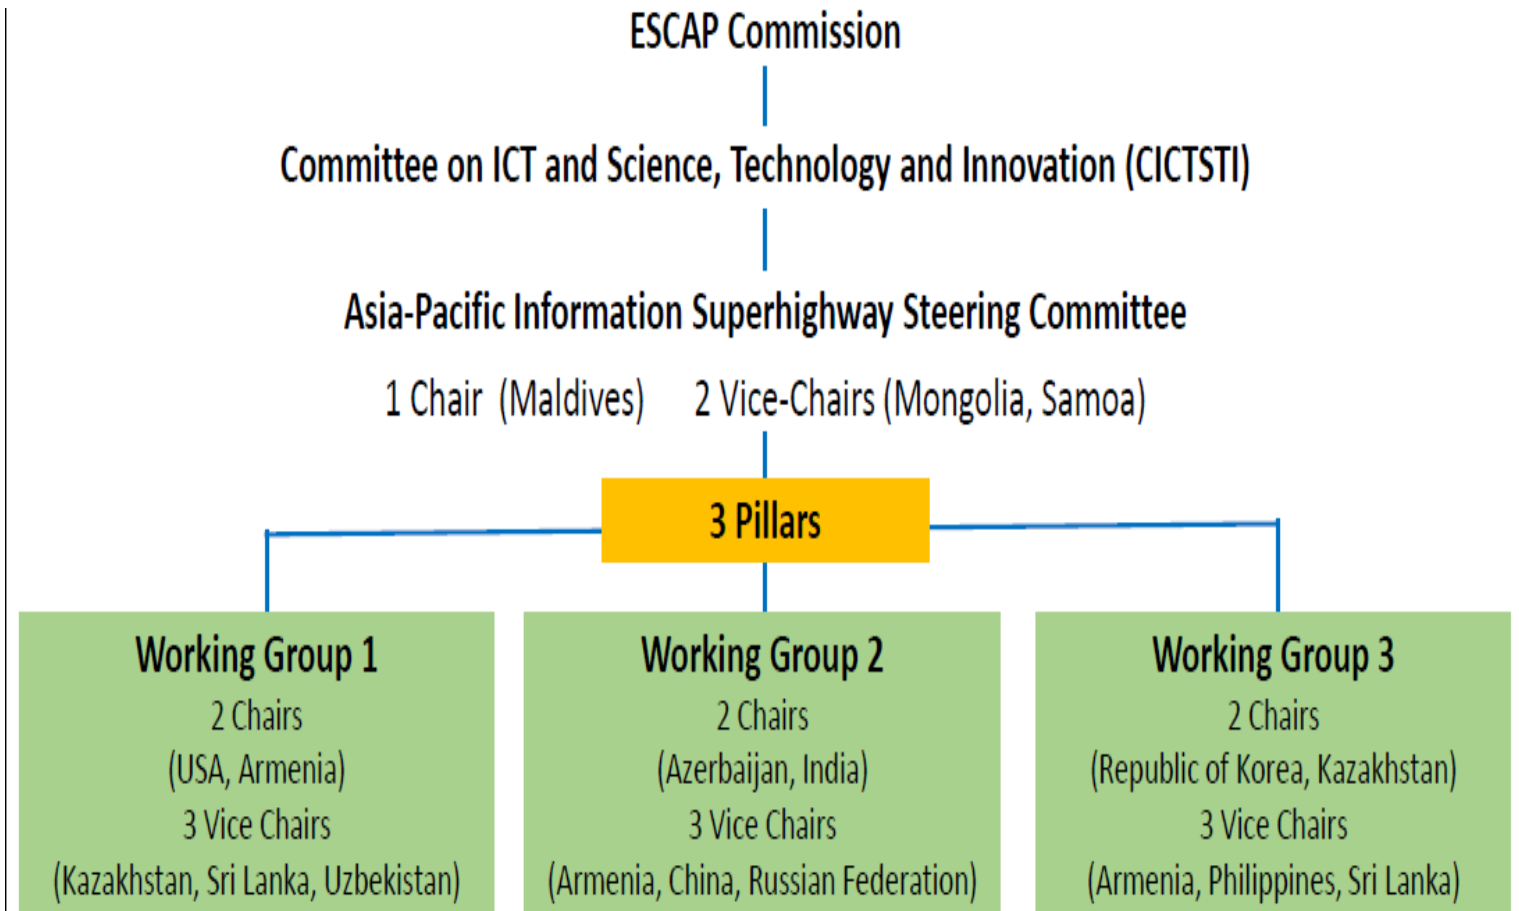 ESCAP Commission
Committee on ICT and Science, Technology and Innovation (CICTSTI)
Asia-Pacific Information Superhighway Steering Committee
1 Chair (Maldives) 2 Vice-Chairs (Mongolia, Samoa)
3 Pillars
Working Group 1
2 Chairs
(USA, Armenia)
3 Vice Chairs
(Kazakhstan, Sri Lanka, Uzbekistan)
Working Group 2
2 Chairs
(Azerbaijan, India)
3 Vice Chairs
(Armenia, China, Russian Federation)
Working Group 3
2 Chairs
(Republic of Korea, Kazakhstan)
3 Vice Chairs
(Armenia, Philippines, Sri Lanka)